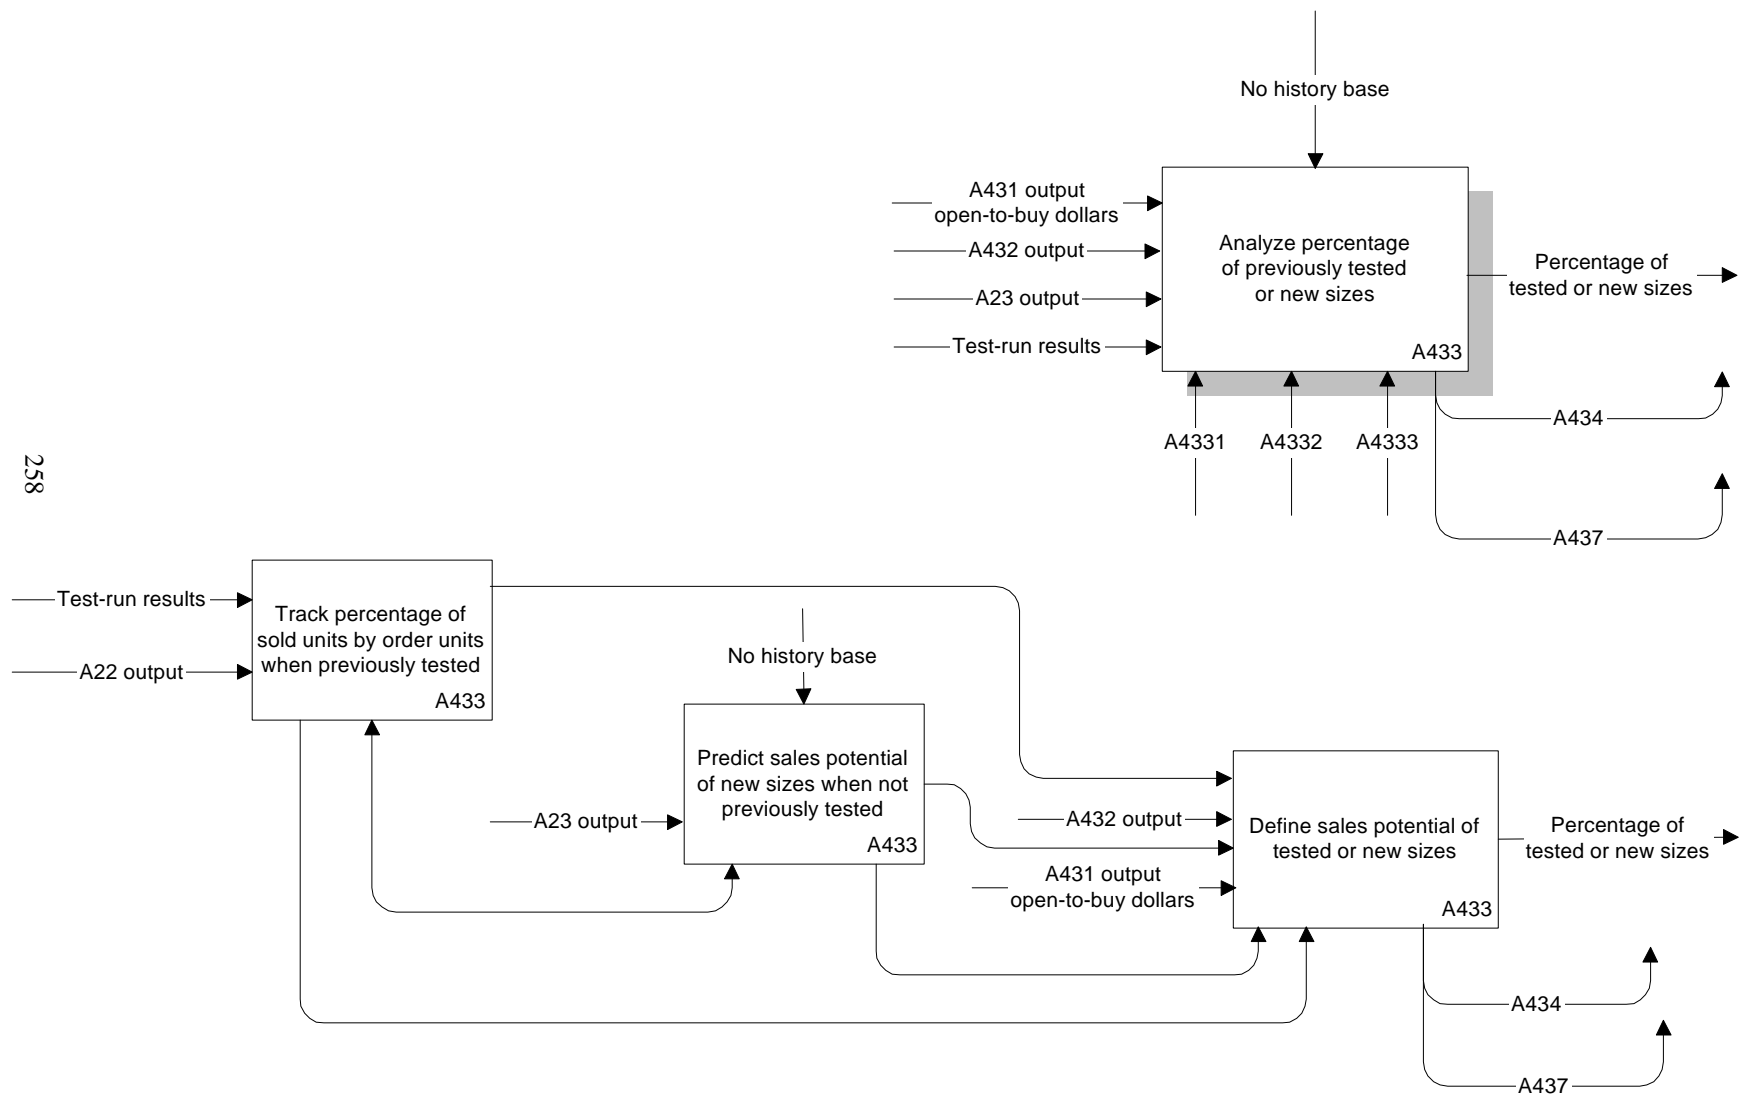 No history base
A431 output
open-to-buy dollars
A432 output
A23 output
Test-run results
Analyze percentage
of previously tested
or new sizes
A433
Percentage of
tested or new sizes
A4331
A4332
A4333
A434
A437
258
Test-run results
A22 output
Track percentage of
sold units by order units
when previously tested
A433
No history base
A23 output
Predict sales potential
of new sizes when not
previously tested
A433
A432 output
A431 output
open-to-buy dollars
Define sales potential of
tested or new sizes
A433
Percentage of
tested or new sizes
A434
A437